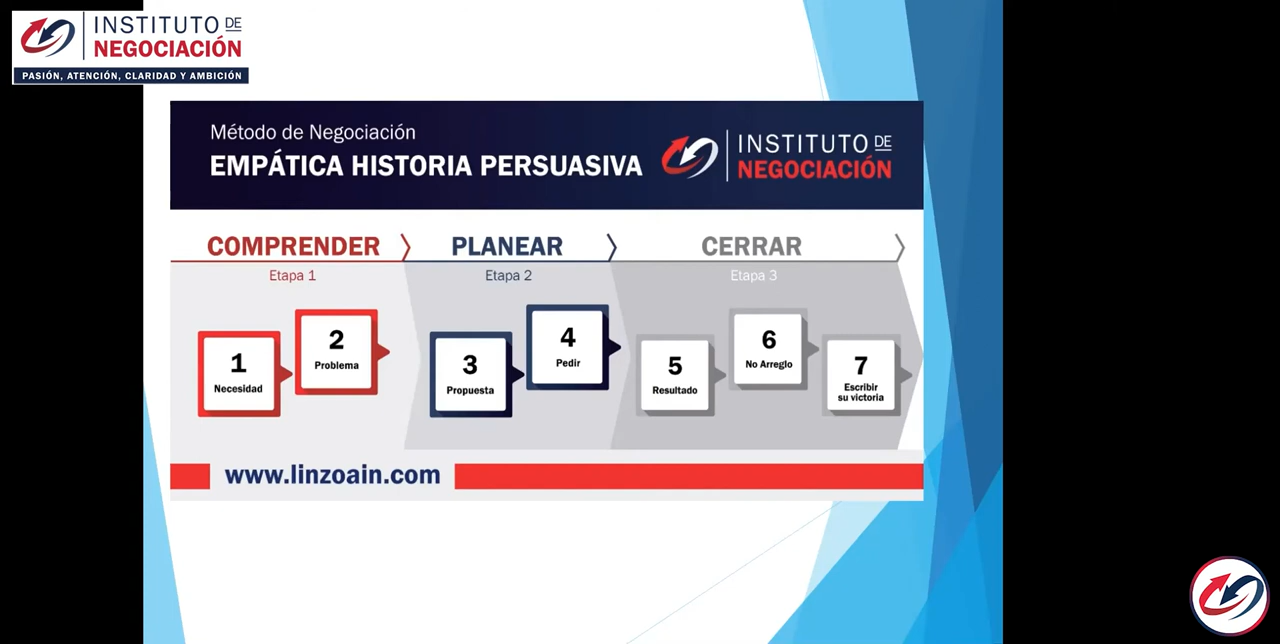 INSTITUTO DE
NEGOCIACIÓN
PASIÓN, ATENCIÓN, CLARIDAD Y AMBICIÓN
Método de Negociación
EMPÁTICA HISTORIA PERSUASIVA
INSTITUTO DE
NEGOCIACIÓN
COMPRENDER
PLANEAR
CERRAR
Etapa 1
Etapa 2
Etapa 3
1
Necesidad
2
Problema
3
Propuesta
4
Pedir
5
Resultado
6
No Arreglo
7
Escribir
su victoria
www.linzoain.com